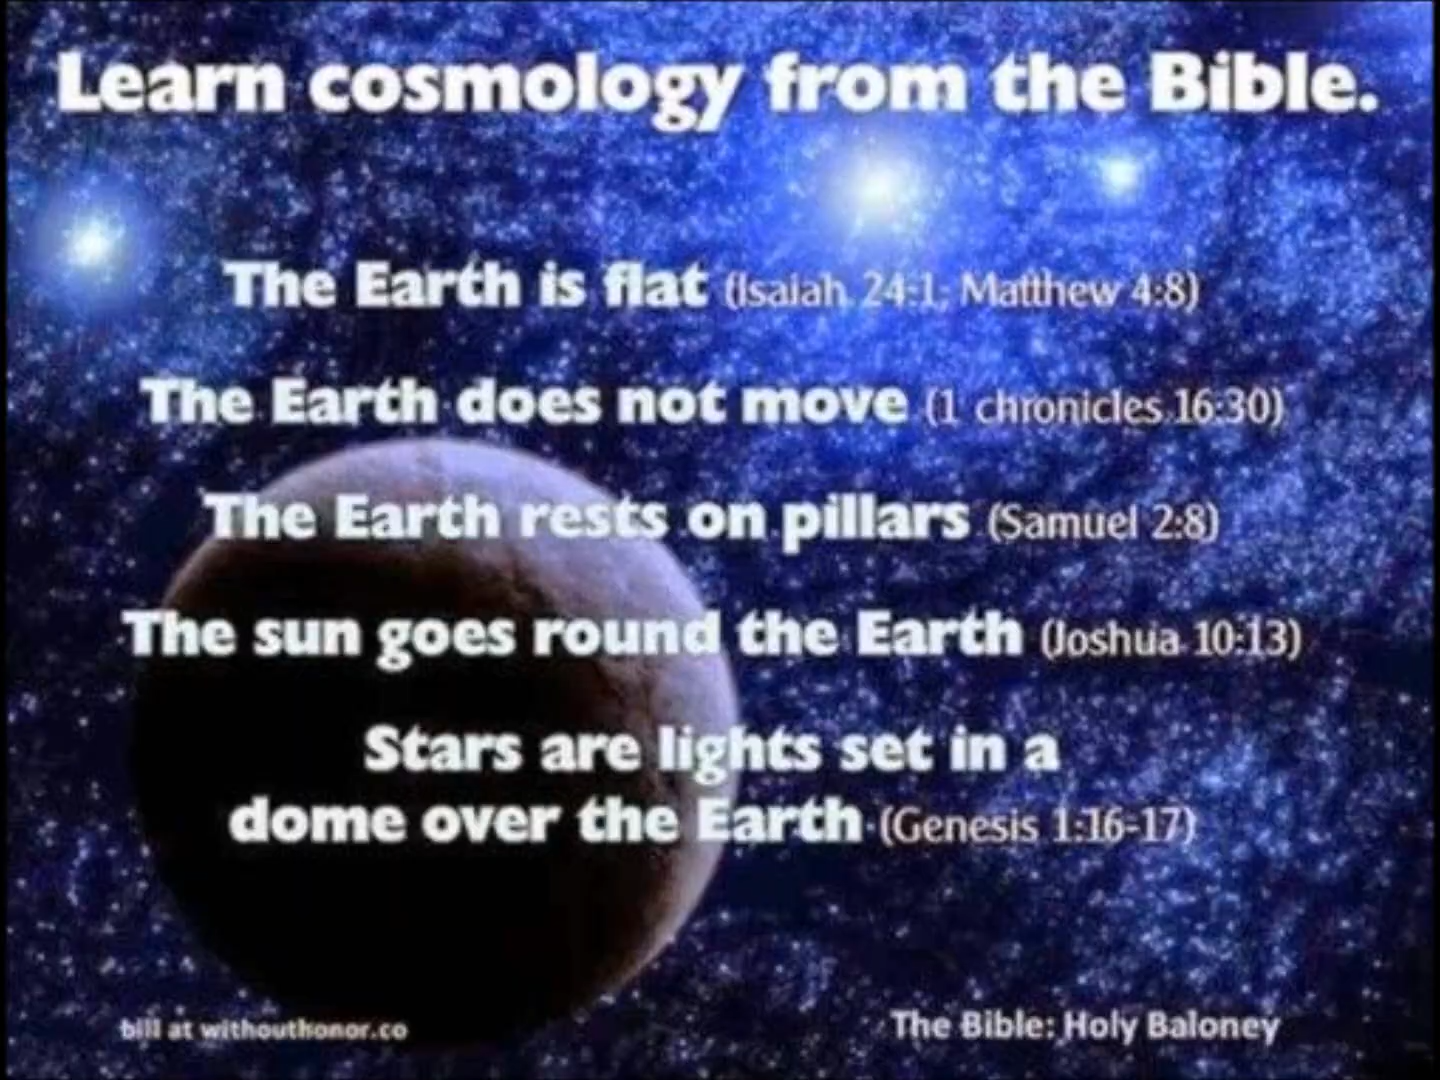 Learn cosmology from the Bible.
The Earth is flat (Isaiah 24:1; Matthew 4:8)
The Earth does not move (1 chronicles 16:30)
The Earth rests on pillars (Samuel 2:8)
The sun goes round the Earth (Joshua 10:13)
Stars are lights set in a
dome over the Earth (Genesis 1:16-17)
bill at withouthonor.co
The Bible: Holy Baloney